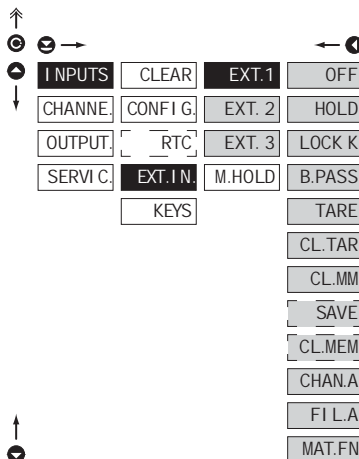 INPUTS CLEAR EXT.1 OFF
CHANNE. CONFIG. EXT. 2 HOLD
OUTPUT. RTC EXT. 3 LOCK K
SERVIC. EXT.IN. M.HOLD B.PASS
KEYS TARE
CL.TAR
CL.MM
SAVE
CL.MEM
CHAN.A
FIL.A
MAT.FN